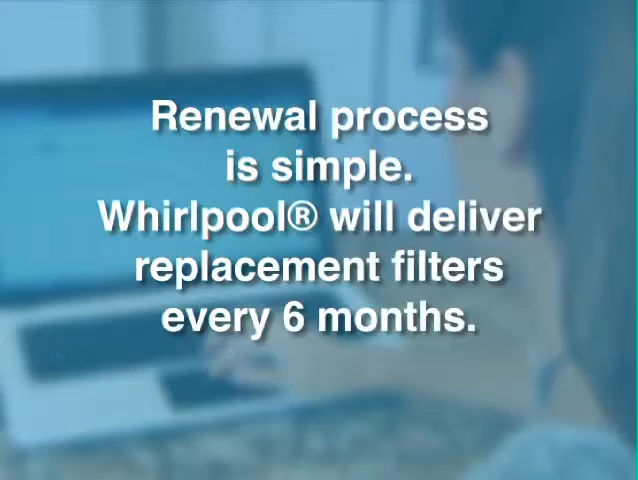 Renewal process
is simple.
Whirlpool® will deliver
replacement filters
every 6 months.